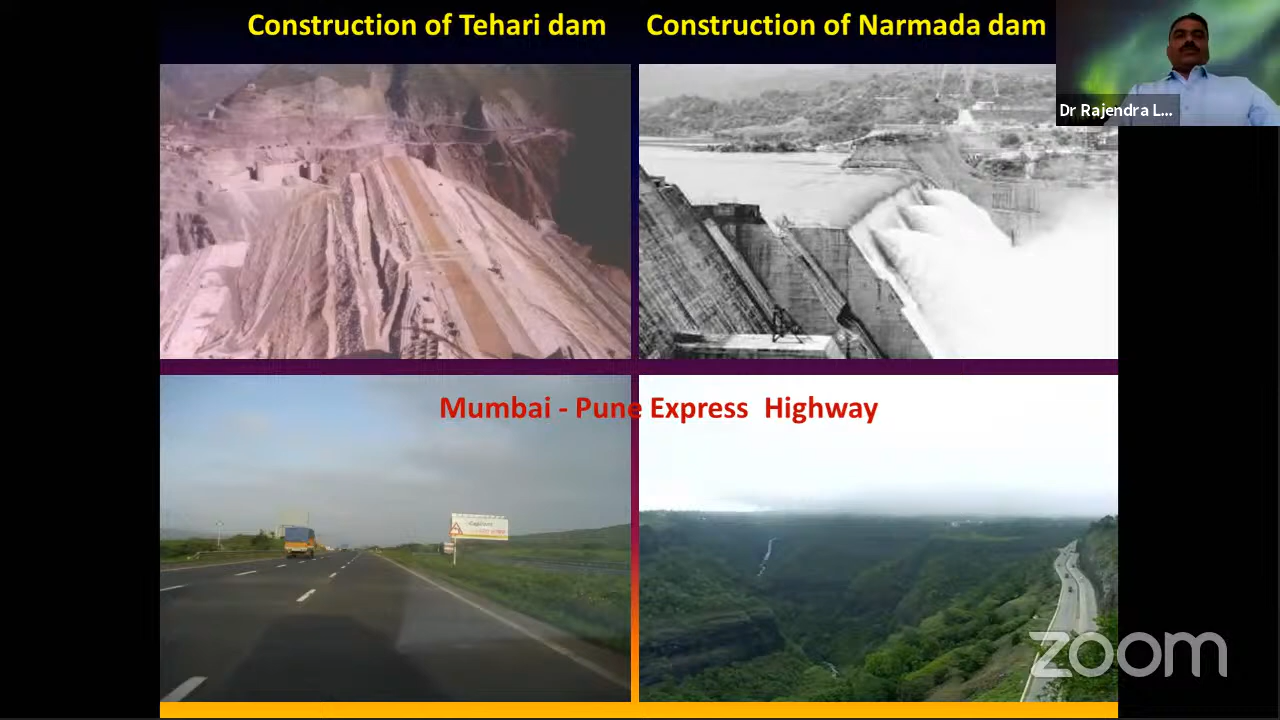 Construction of Tehari dam
Construction of Narmada dam
Dr Rajendra L...
Mumbai - Pune Express Highway
zoom